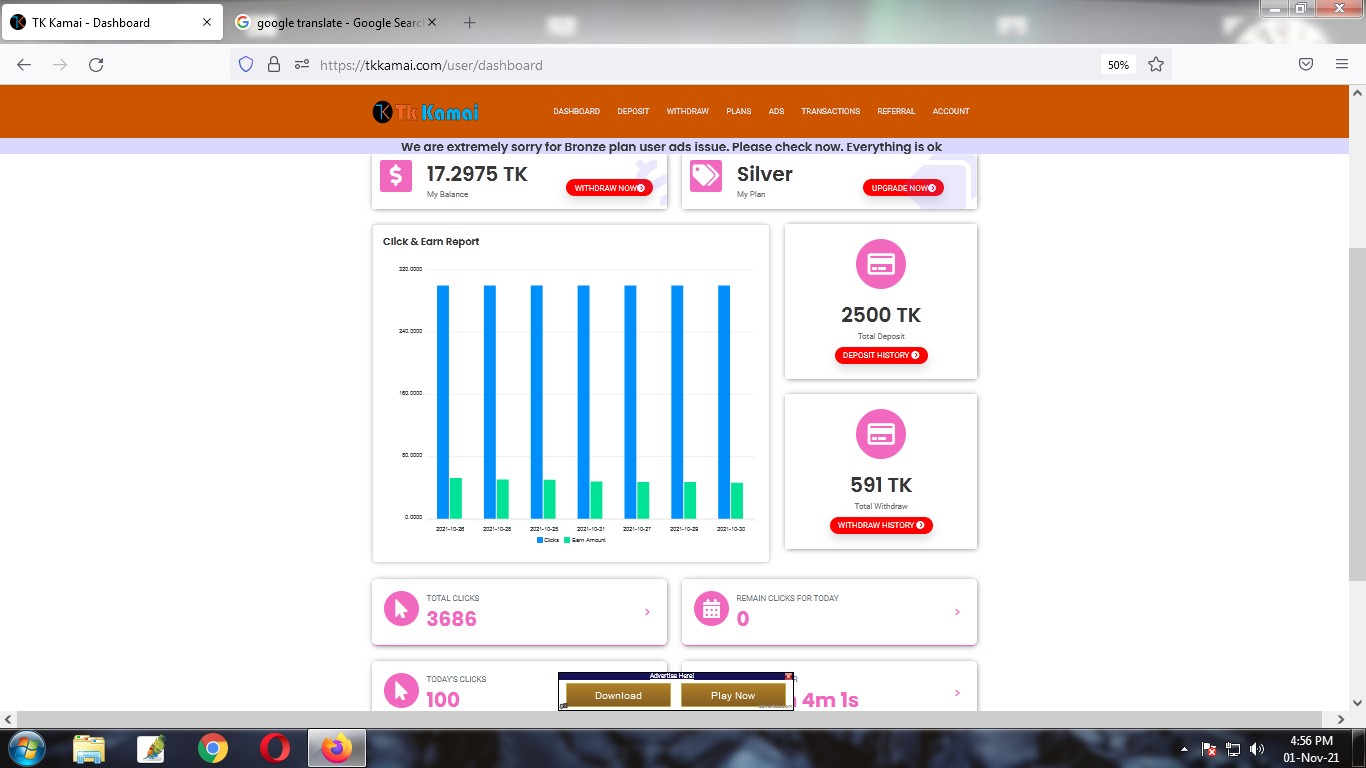 TK Kamai - Dashboard
google translate - Google Search
https://tkkamai.com/user/dashboard
50%
Tk Kamai
DASHBOARD DEPOSIT WITHDRAW PLANS ADS TRANSACTIONS REFERRAL ACCOUNT
We are extremely sorry for Bronze plan user ads issue. Please check now. Everything is ok
17.2975 TK
My Balance
WITHDRAW NOW
Silver
My Plan
UPGRADE NOW
Click & Earn Report
320.0000
240.0000
160.0000
80.0000
0.0000
2021-10-26 2021-10-28 2021-10-25 2021-10-31 2021-10-27 2021-10-29 2021-10-30
Clicks Earn Amount
2500 TK
Total Deposit
DEPOSIT HISTORY
591 TK
Total Withdraw
WITHDRAW HISTORY
TOTAL CLICKS
3686
REMAIN CLICKS FOR TODAY
0
TODAY'S CLICKS
100
4m 1s
Advertise Here!
Download
Play Now
4:56 PM
01-Nov-21